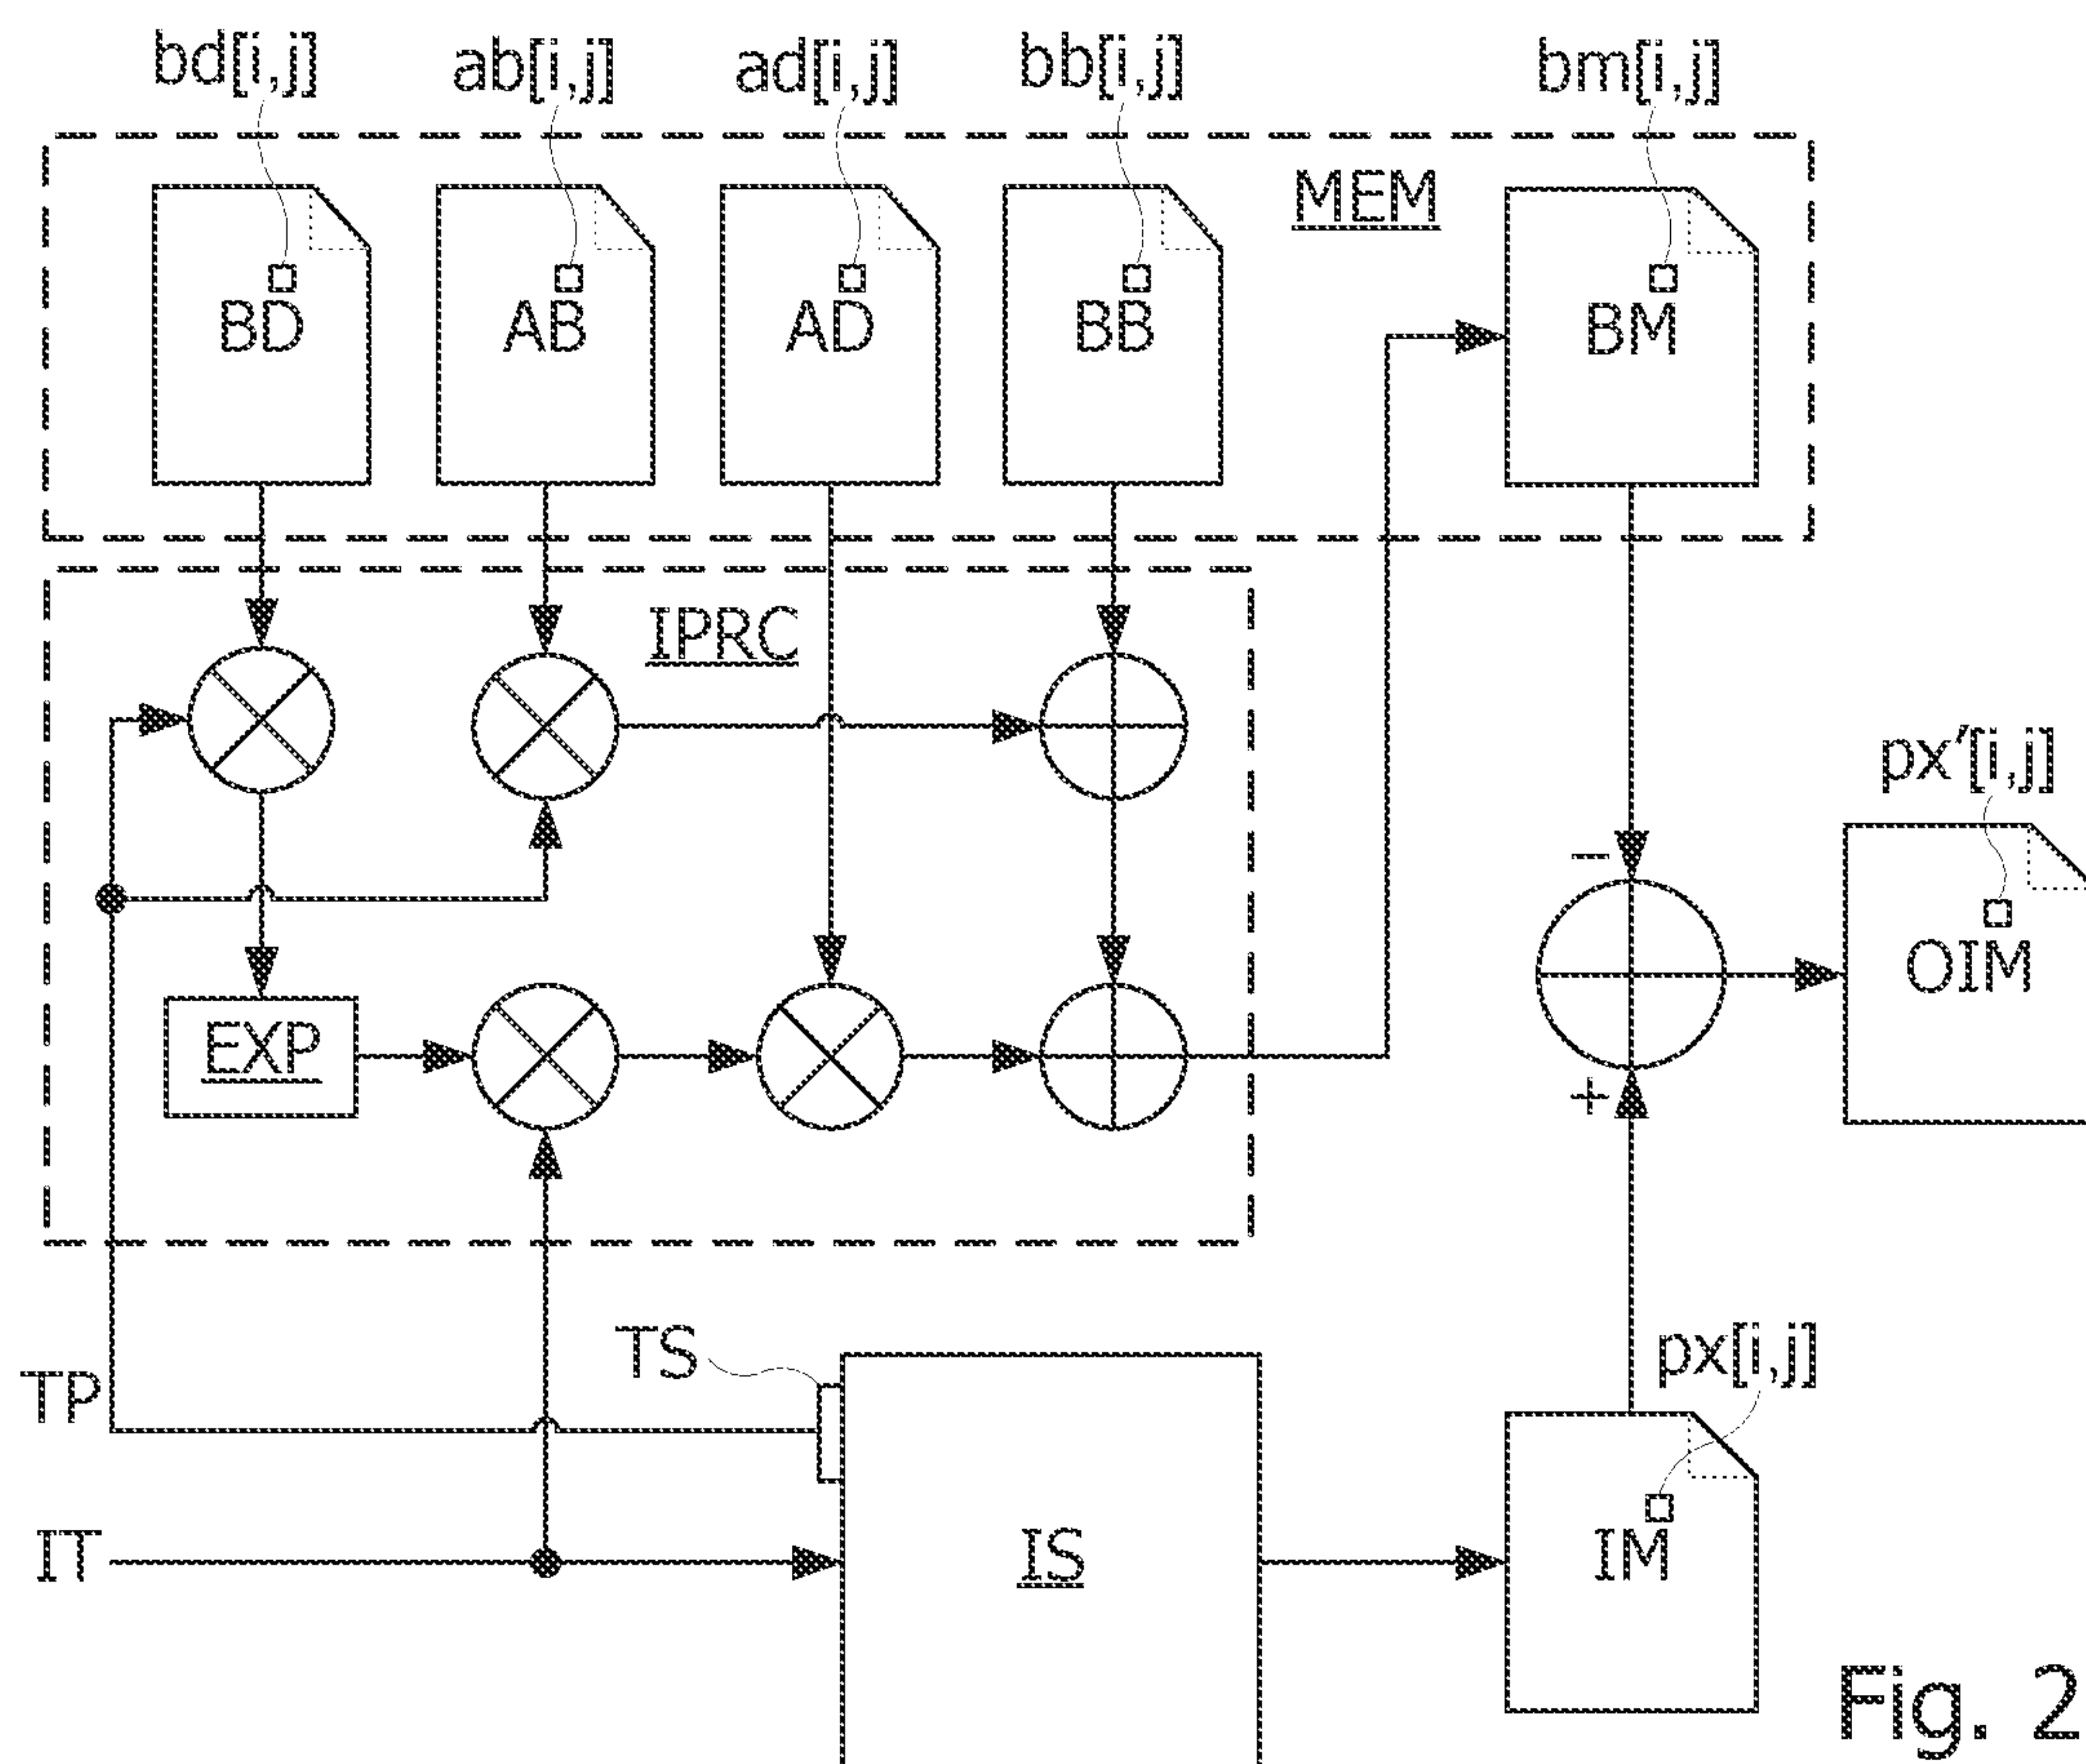 bd[i,j] ab[i,j] ad[i,j] bb[i,j] bm[i,j]
MEM
BD AB AD BB BM
IPRC
px'[i,j]
−
OIM
EXP
+
TS px[i,j]
TP
IT IS IM
Fig. 2